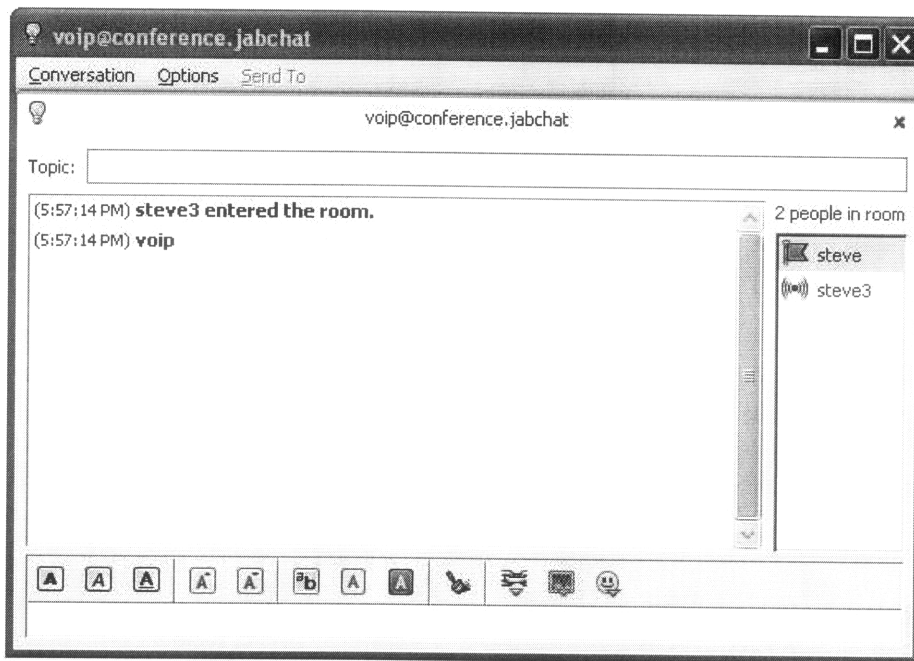 voip@conference.jabchat
Conversation Options Send To
voip@conference.jabchat
Topic:
(5:57:14 PM) steve3 entered the room.
(5:57:14 PM) voip
2 people in room
steve
steve3
A A A A A ab A A